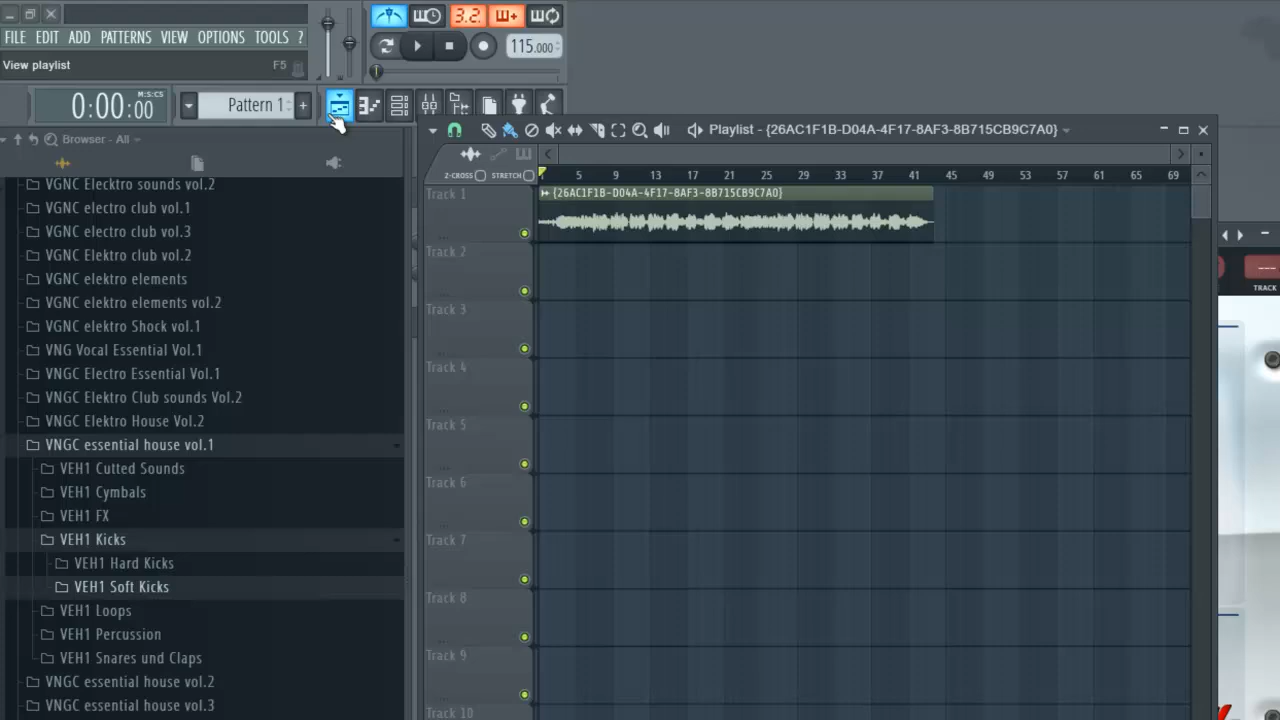 FILE EDIT ADD PATTERNS VIEW OPTIONS TOOLS ?
View playlist F5
3.2.
115.000
0:00:00 M:S:CS
Pattern 1
Browser - All
VGNC Elecktro sounds vol.2
VGNC electro club vol.1
VGNC electro club vol.3
VGNC Elektro club vol.2
VGNC elektro elements
VGNC elektro elements vol.2
VGNC elektro Shock vol.1
VNG Vocal Essential Vol.1
VNGC Electro Essential Vol.1
VNGC Elektro Club sounds Vol.2
VNGC Elektro House Vol.2
VNGC essential house vol.1
VEH1 Cutted Sounds
VEH1 Cymbals
VEH1 FX
VEH1 Kicks
VEH1 Hard Kicks
VEH1 Soft Kicks
VEH1 Loops
VEH1 Percussion
VEH1 Snares und Claps
VNGC essential house vol.2
VNGC essential house vol.3
Playlist - {26AC1F1B-D04A-4F17-8AF3-8B715CB9C7A0}
Z-CROSS STRETCH
5 9 13 17 21 25 29 33 37 41 45 49 53 57 61 65 69
Track 1
{26AC1F1B-D04A-4F17-8AF3-8B715CB9C7A0}
Track 2
Track 3
Track 4
Track 5
Track 6
Track 7
Track 8
Track 9
Track 10
---
TRACK